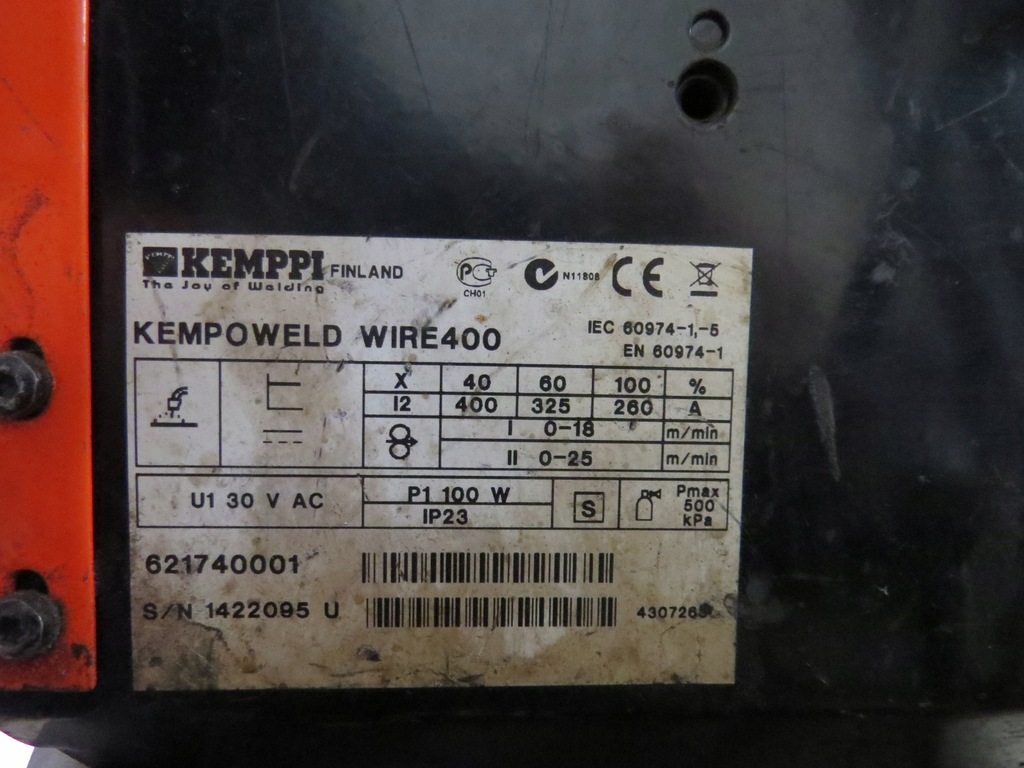 KEMPPI FINLAND
The Joy of Welding
PC CH01 N11808 CE
KEMPOWELD WIRE400
IEC 60974-1,-5
EN 60974-1
X 40 60 100 %
I2 400 325 260 A
I 0-18 m/min
II 0-25 m/min
U1 30 V AC
P1 100 W
IP23
S
Pmax
500
kPa
621740001
S/N 1422095 U